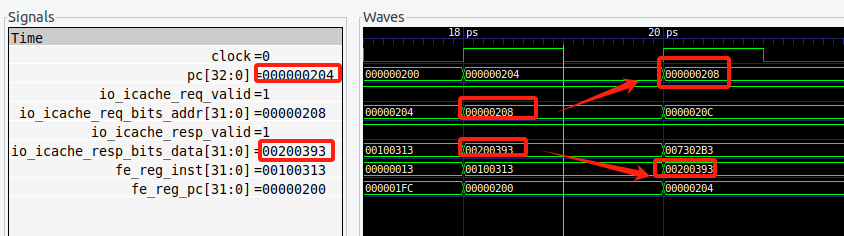 Signals
Waves
Time
18 ps
20 ps
clock =0
pc[32:0] =000000204
000000200
000000204
000000208
io_icache_req_valid =1
io_icache_req_bits_addr[31:0] =00000208
00000204
00000208
0000020C
io_icache_resp_valid =1
io_icache_resp_bits_data[31:0] =00200393
00100313
00200393
007302B3
fe_reg_inst[31:0] =00100313
00000013
00100313
00200393
fe_reg_pc[31:0] =00000200
000001FC
00000200
00000204